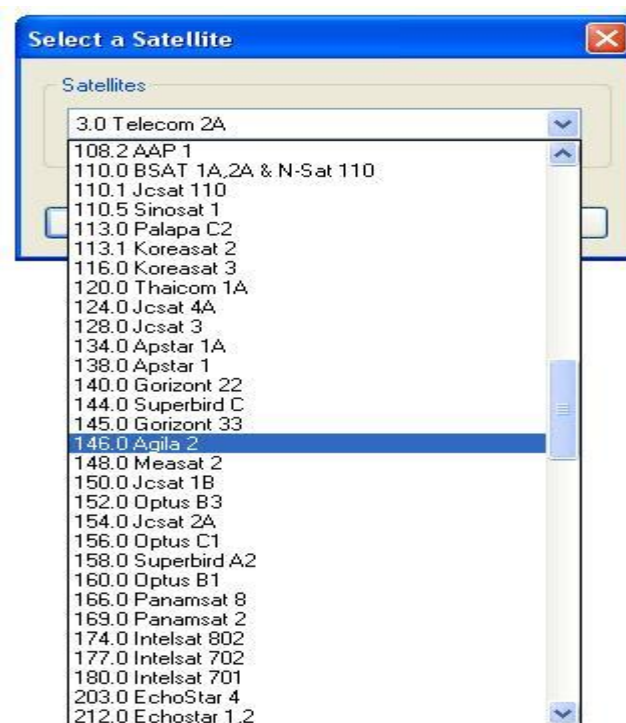 Select a Satellite
Satellites
3.0 Telecom 2A
108.2 AAP 1
110.0 BSAT 1A,2A & N-Sat 110
110.1 Jcsat 110
110.5 Sinosat 1
113.0 Palapa C2
113.1 Koreasat 2
116.0 Koreasat 3
120.0 Thaicom 1A
124.0 Jcsat 4A
128.0 Jcsat 3
134.0 Apstar 1A
138.0 Apstar 1
140.0 Gorizont 22
144.0 Superbird C
145.0 Gorizont 33
146.0 Agila 2
148.0 Measat 2
150.0 Jcsat 1B
152.0 Optus B3
154.0 Jcsat 2A
156.0 Optus C1
158.0 Superbird A2
160.0 Optus B1
166.0 Panamsat 8
169.0 Panamsat 2
174.0 Intelsat 802
177.0 Intelsat 702
180.0 Intelsat 701
203.0 EchoStar 4
212.0 Echostar 1,2